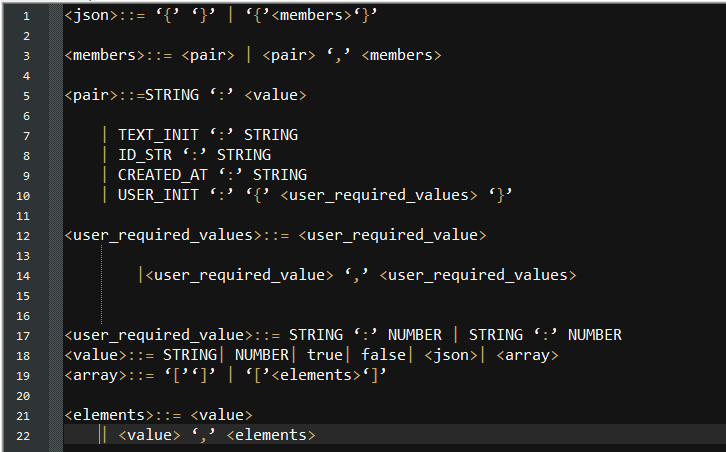 1 <json>::= ‘{’ ‘}’ | ‘{’<members>‘}’
2
3 <members>::= <pair> | <pair> ‘,’ <members>
4
5 <pair>::=STRING ‘:’ <value>
6
7 | TEXT_INIT ‘:’ STRING
8 | ID_STR ‘:’ STRING
9 | CREATED_AT ‘:’ STRING
10 | USER_INIT ‘:’ ‘{’ <user_required_values> ‘}’
11
12 <user_required_values>::= <user_required_value>
13
14 |<user_required_value> ‘,’ <user_required_values>
15
16
17 <user_required_value>::= STRING ‘:’ NUMBER | STRING ‘:’ NUMBER
18 <value>::= STRING| NUMBER| true| false| <json>| <array>
19 <array>::= ‘[’‘]’ | ‘[’<elements>‘]’
20
21 <elements>::= <value>
22 | <value> ‘,’ <elements>